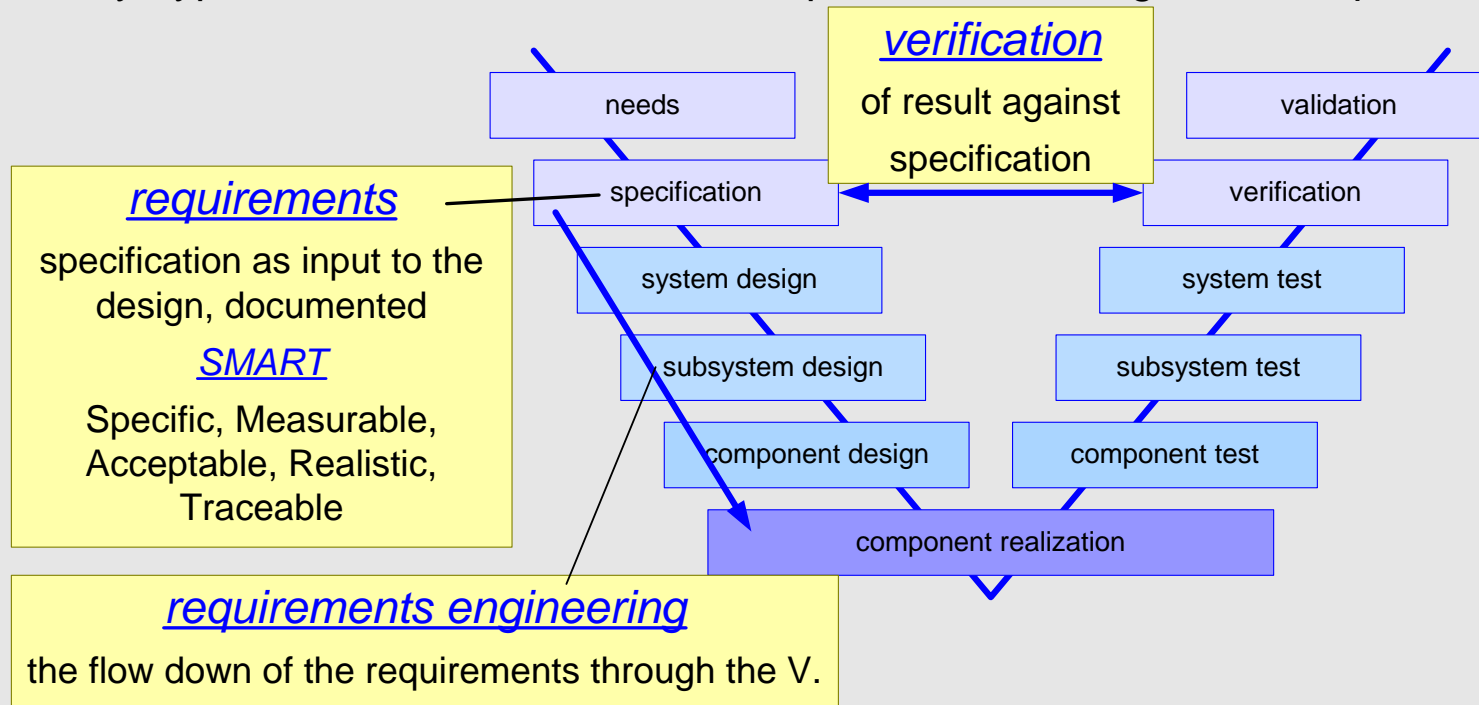 verification
of result against
specification
needs
validation
requirements
specification as input to the
design, documented
SMART
Specific, Measurable,
Acceptable, Realistic,
Traceable
specification
verification
system design
system test
subsystem design
subsystem test
component design
component test
component realization
requirements engineering
the flow down of the requirements through the V.